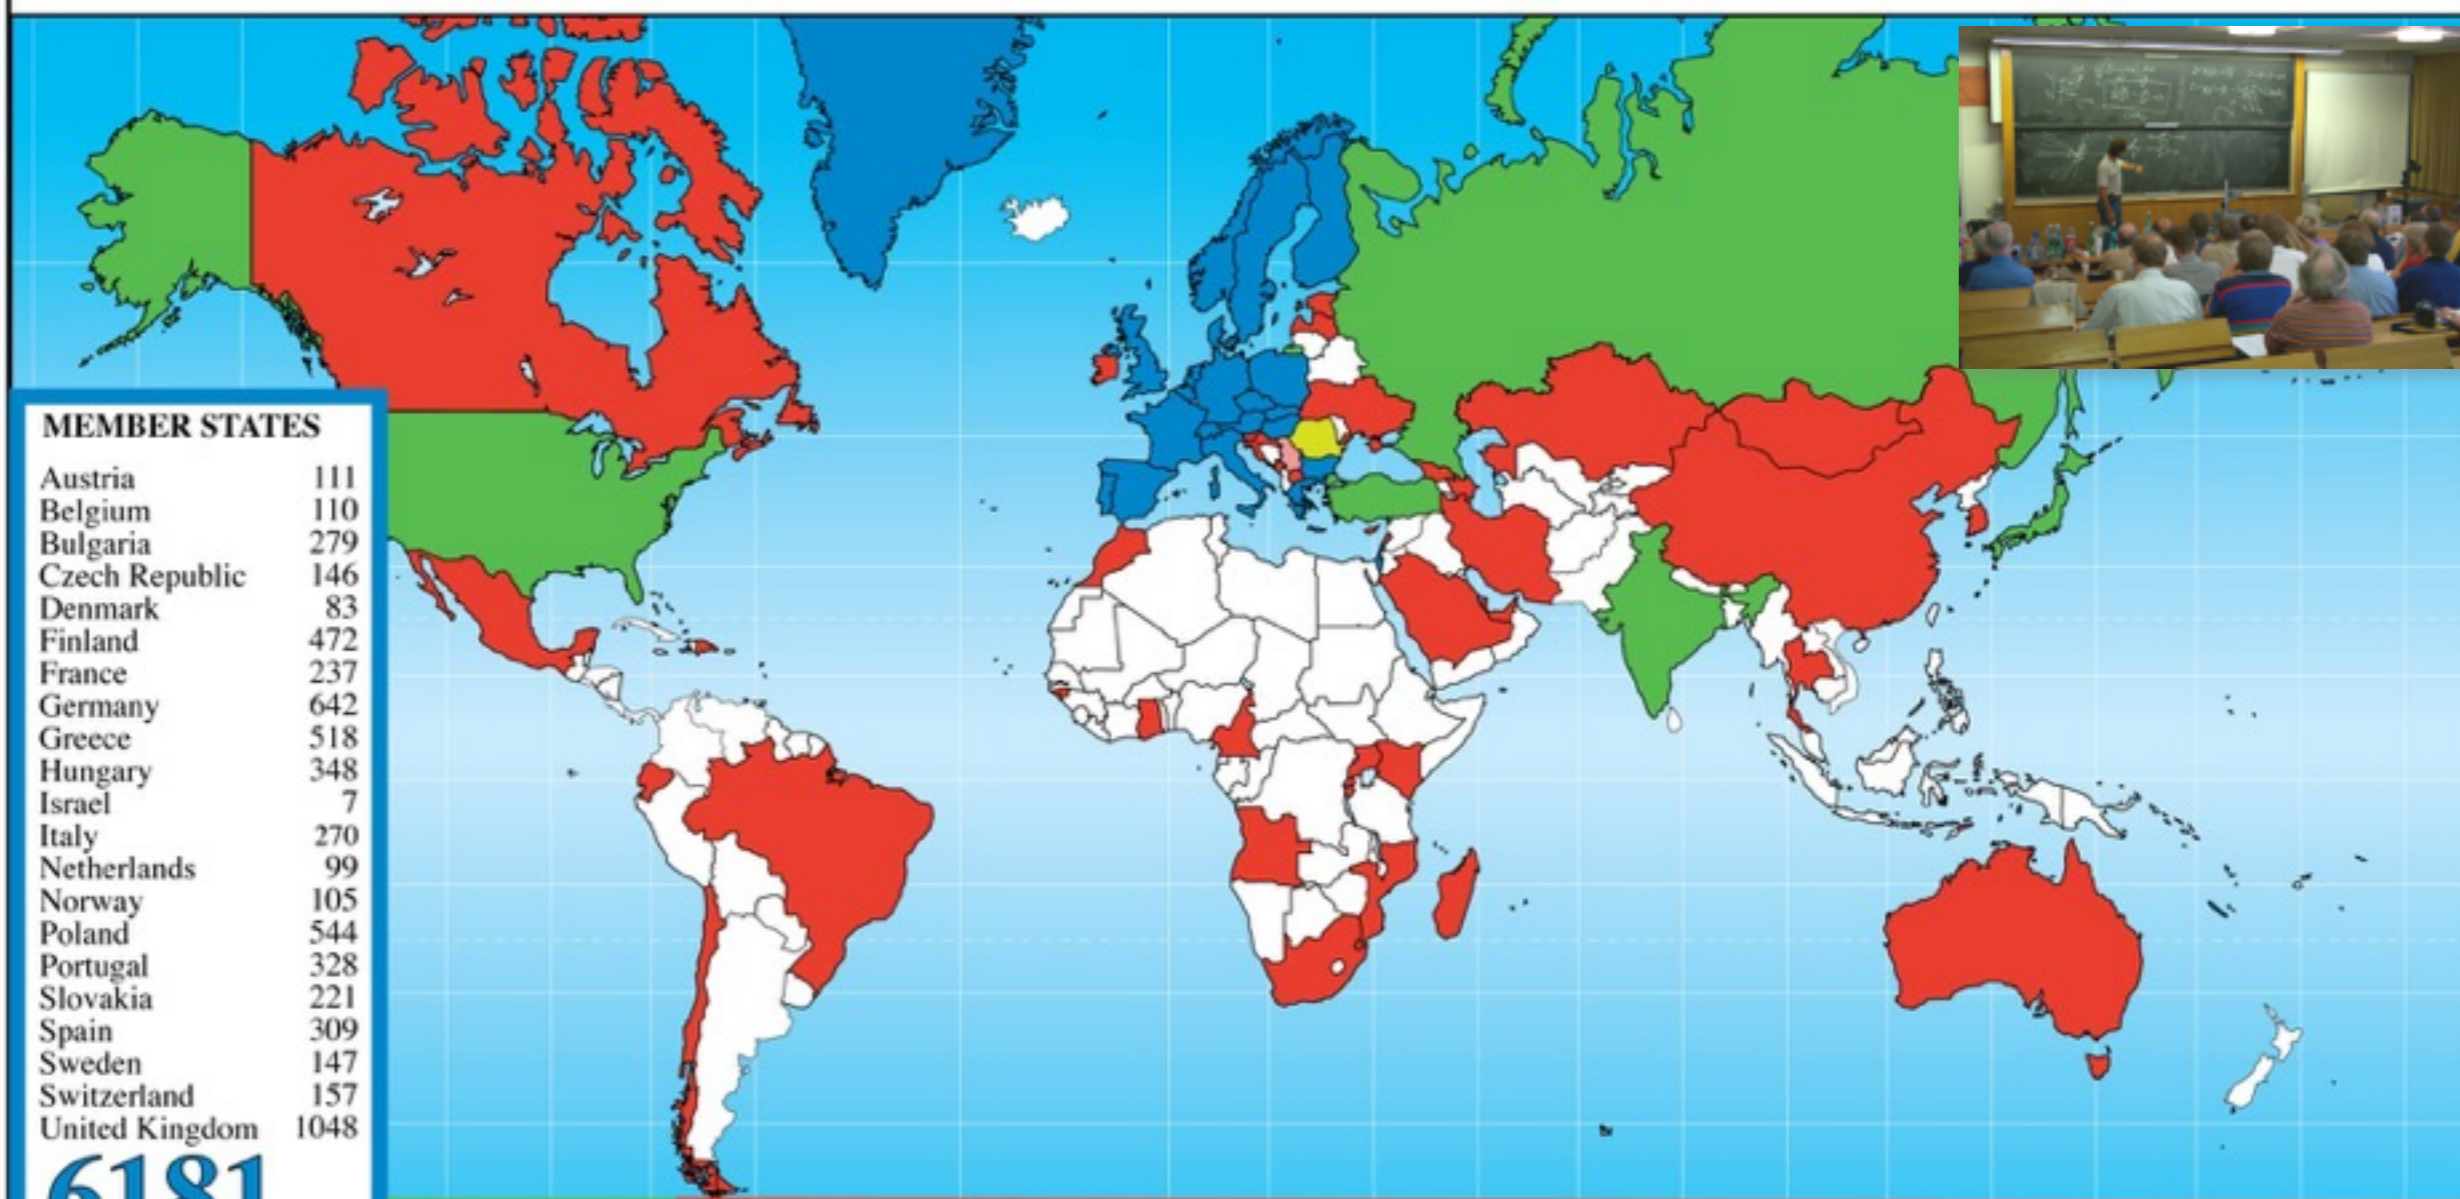 MEMBER STATES
Austria 111
Belgium 110
Bulgaria 279
Czech Republic 146
Denmark 83
Finland 472
France 237
Germany 642
Greece 518
Hungary 348
Israel 7
Italy 270
Netherlands 99
Norway 105
Poland 544
Portugal 328
Slovakia 221
Spain 309
Sweden 147
Switzerland 157
United Kingdom 1048
6181